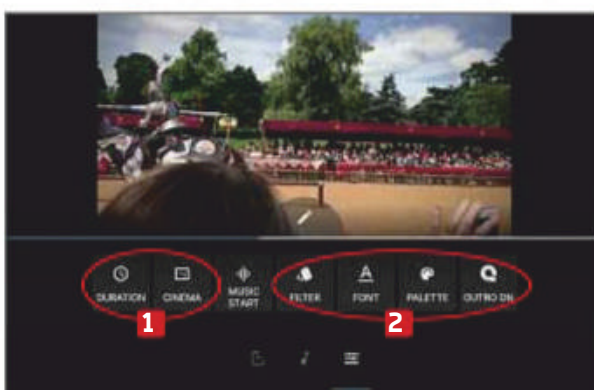 DURATION
CINEMA
MUSIC
START
FILTER
FONT
PALETTE
OUTRO ON
1
2